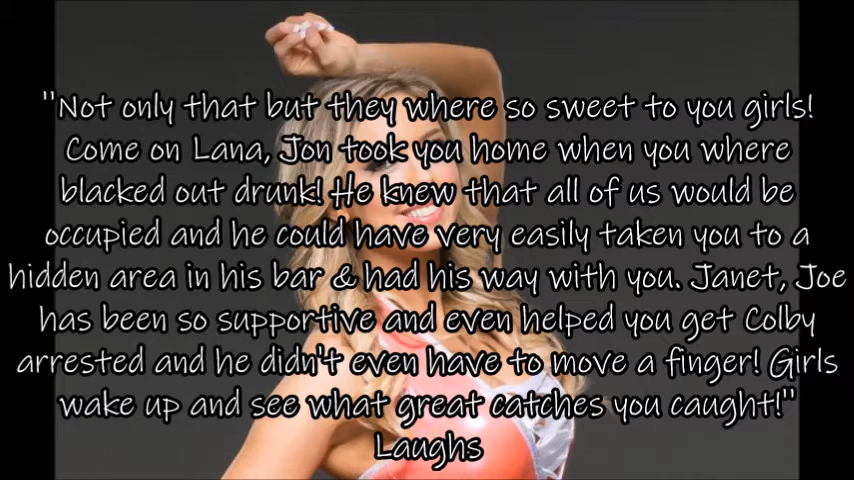 "Not only that but they where so sweet to you girls!
Come on Lana, Jon took you home when you where
blacked out drunk! He knew that all of us would be
occupied and he could have very easily taken you to a
hidden area in his bar & had his way with you. Janet, Joe
has been so supportive and even helped you get Colby
arrested and he didn't even have to move a finger! Girls
wake up and see what great catches you caught!"
Laughs